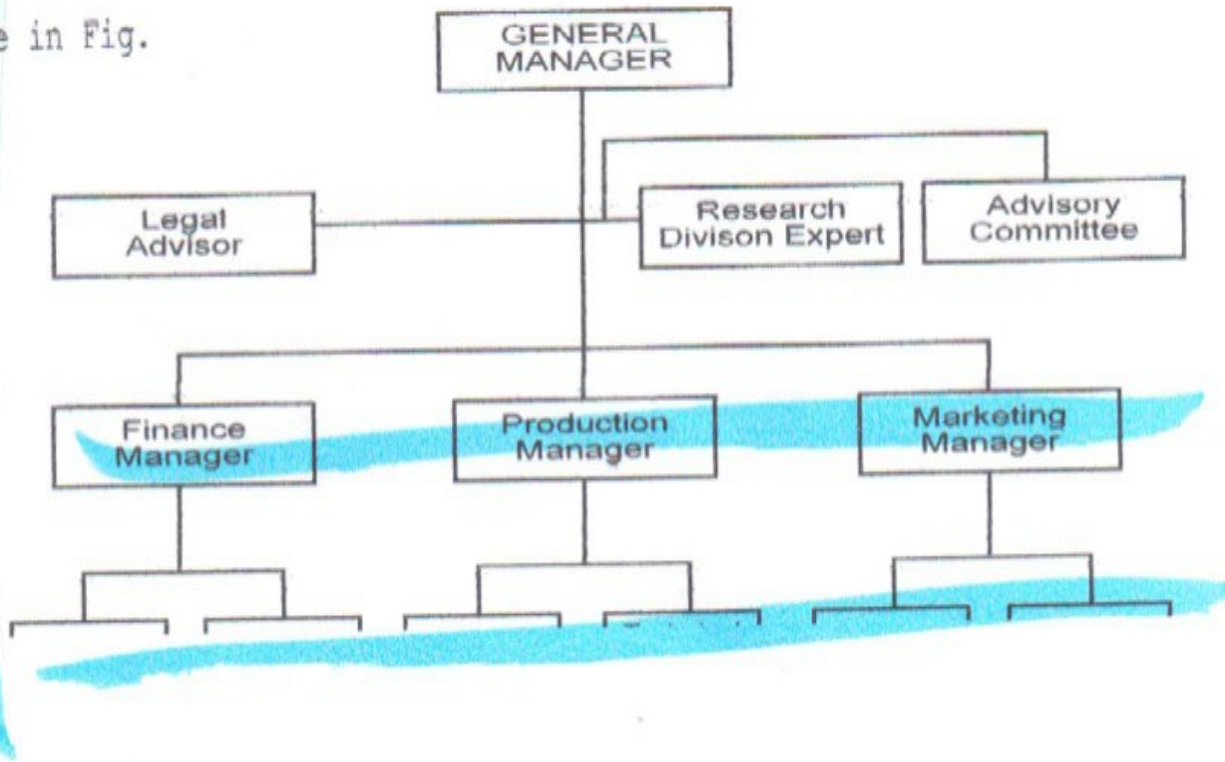 in Fig.
GENERAL
MANAGER
Legal
Advisor
Research
Divison Expert
Advisory
Committee
Finance
Manager
Production
Manager
Marketing
Manager